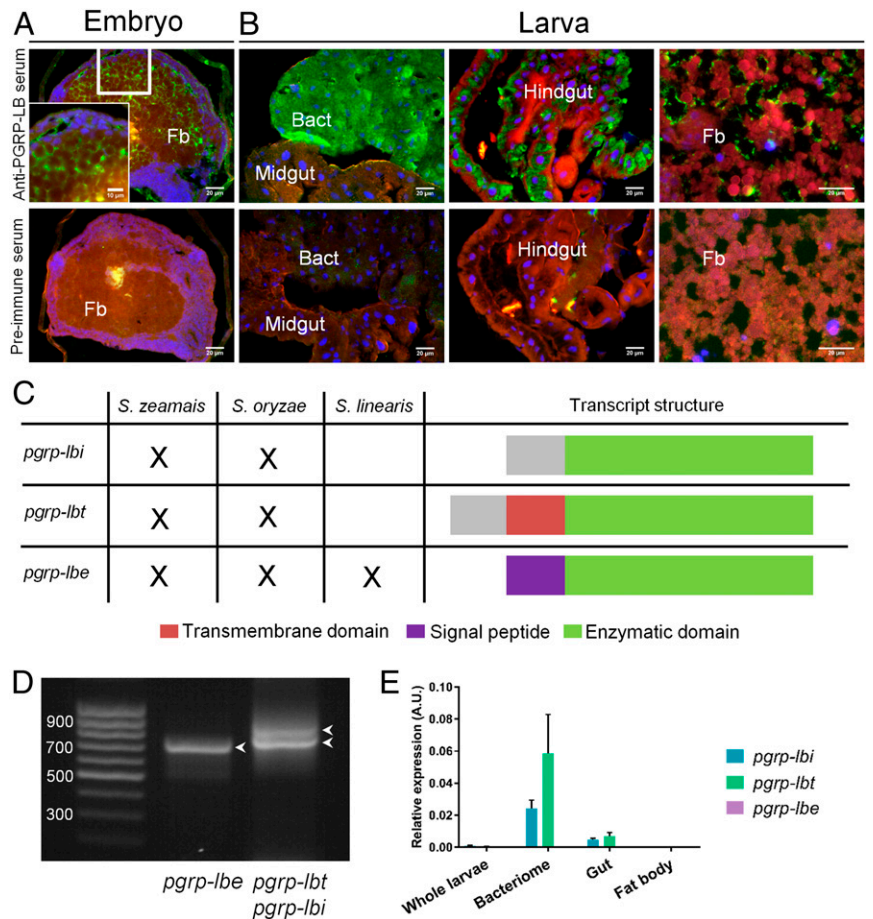 A Embryo B Larva
Anti-PGRP-LB serum
Fb
10 µm
20 µm
Bact
Midgut
20 µm
Hindgut
20 µm
Fb
20 µm
Pre-immune serum
Fb
20 µm
Bact
Midgut
20 µm
Hindgut
20 µm
Fb
20 µm
C
S. zeamais S. oryzae S. linearis Transcript structure
pgrp-lbi X X
pgrp-lbt X X
pgrp-lbe X X X
Transmembrane domain Signal peptide Enzymatic domain
D
900
700
500
300
pgrp-lbe pgrp-lbt
pgrp-lbi
E
Relative expression (A.U.)
0.10
0.08
0.06
0.04
0.02
0.00
Whole larvae Bacteriome Gut Fat body
pgrp-lbi
pgrp-lbt
pgrp-lbe